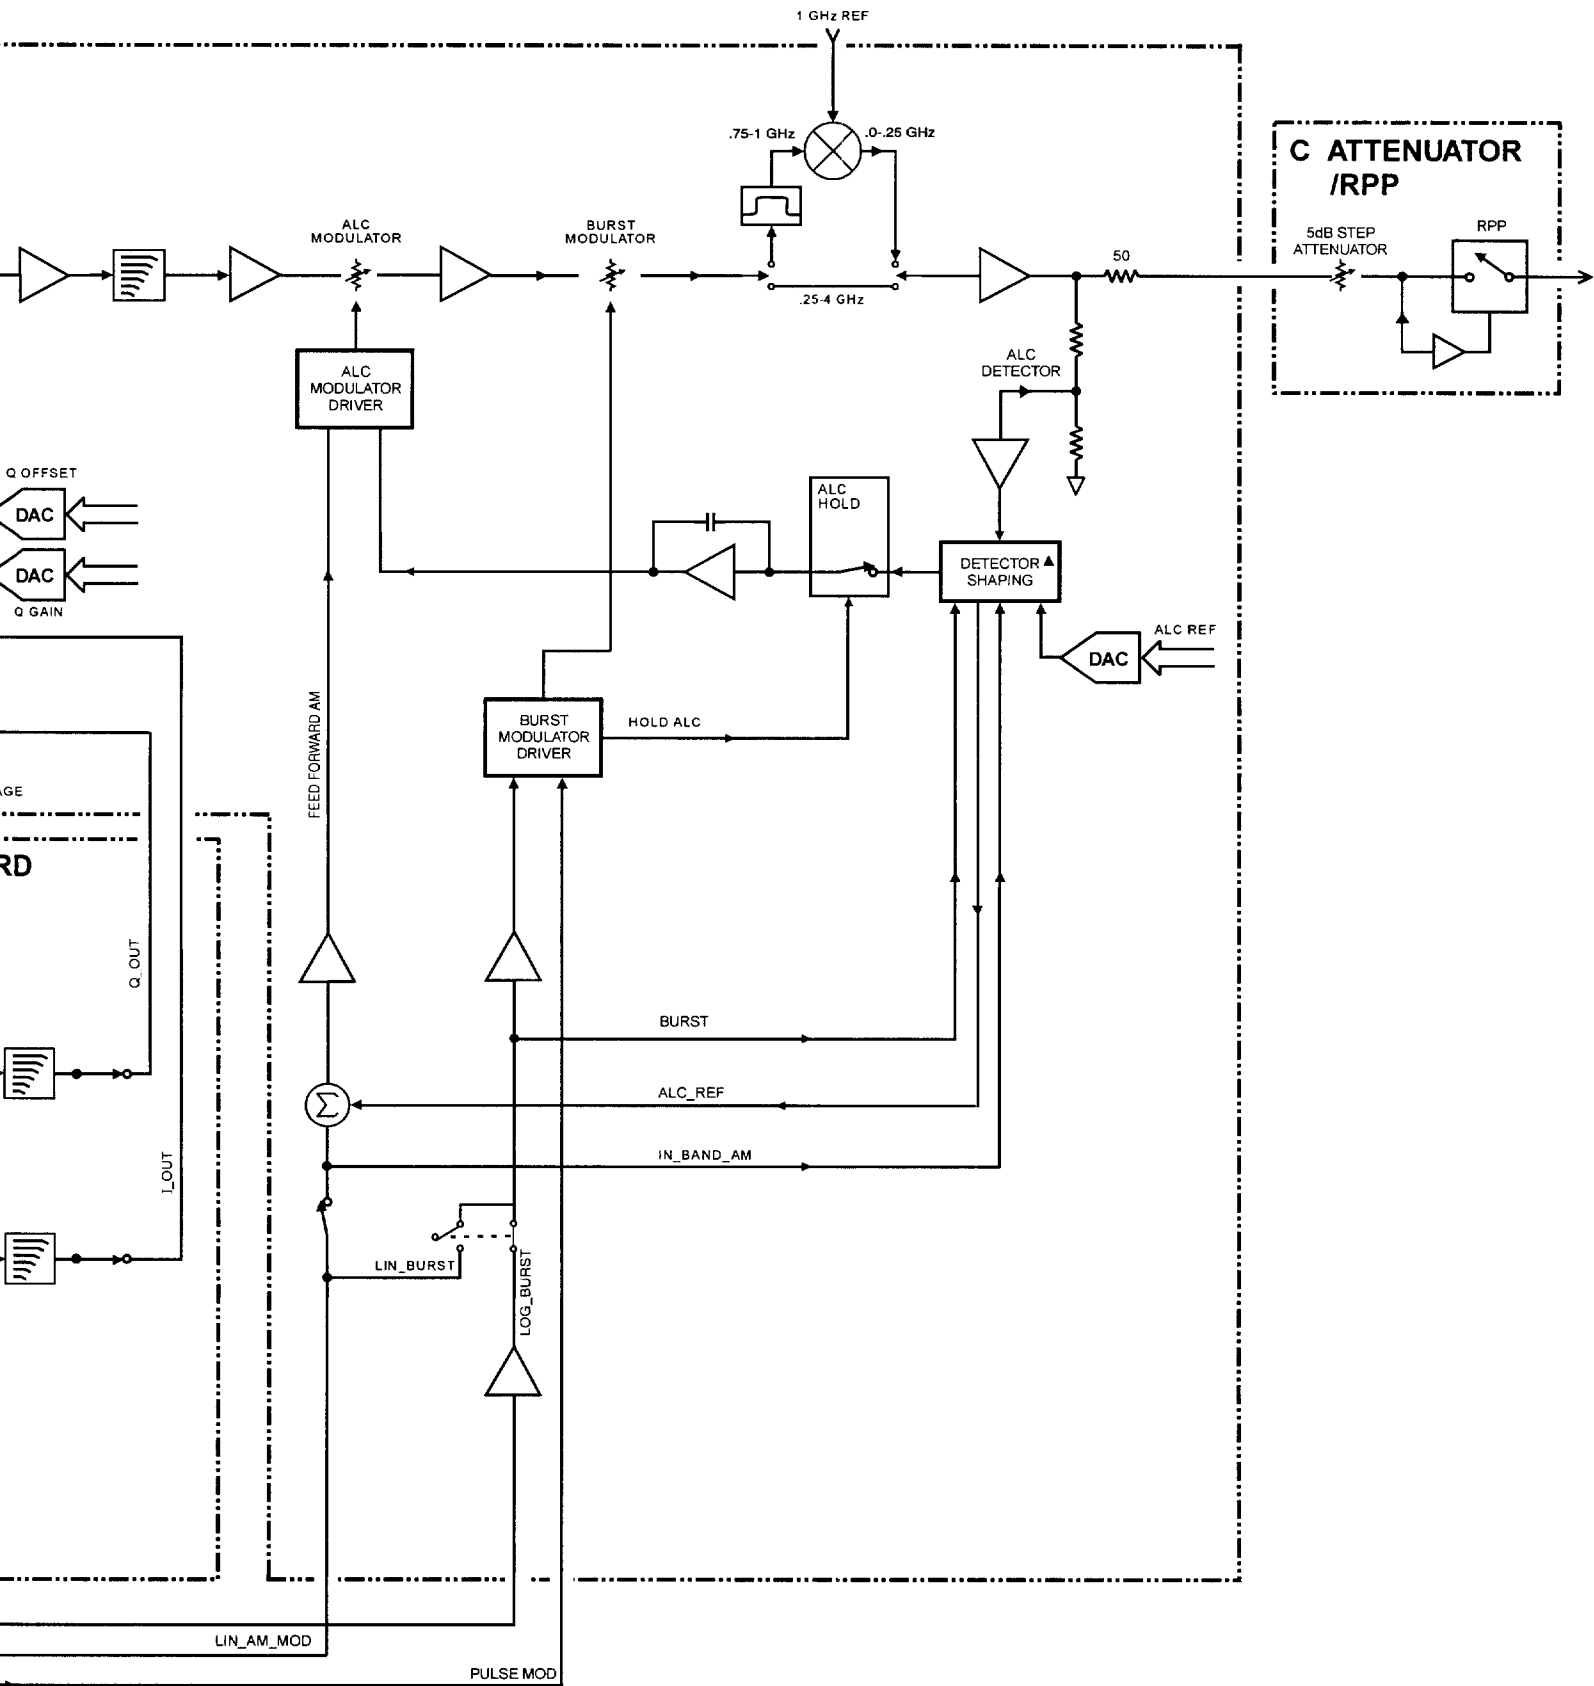 1 GHz REF
.75-1 GHz
.0-.25 GHz
C ATTENUATOR
/RPP
ALC
MODULATOR
BURST
MODULATOR
5dB STEP
ATTENUATOR
RPP
50
.25-4 GHz
ALC
DETECTOR
ALC
MODULATOR
DRIVER
Q OFFSET
DAC
ALC
HOLD
DETECTOR
SHAPING
DAC
Q GAIN
ALC REF
DAC
FEED FORWARD AM
BURST
MODULATOR
DRIVER
HOLD ALC
AGE
RD
Q_OUT
BURST
Σ
ALC_REF
IN_BAND_AM
I_OUT
LIN_BURST
LOG_BURST
LIN_AM_MOD
PULSE MOD